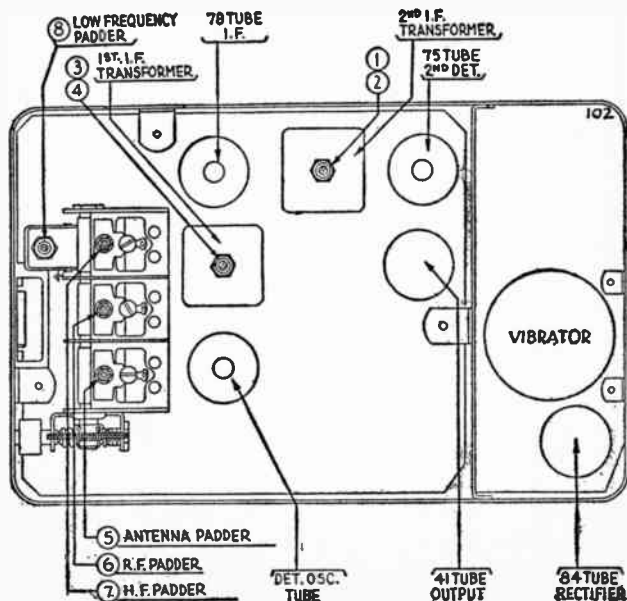 ⑧ LOW FREQUENCY
PADDER
78 TUBE
I.F.
2ND I.F.
TRANSFORMER
③
④
1ST. I.F.
TRANSFORMER
①
②
75 TUBE
2ND DET.
102
VIBRATOR
⑤ ANTENNA PADDER
⑥ R.F. PADDER
⑦ H.F. PADDER
DET. OSC.
TUBE
41 TUBE
OUTPUT
84 TUBE
RECTIFIER